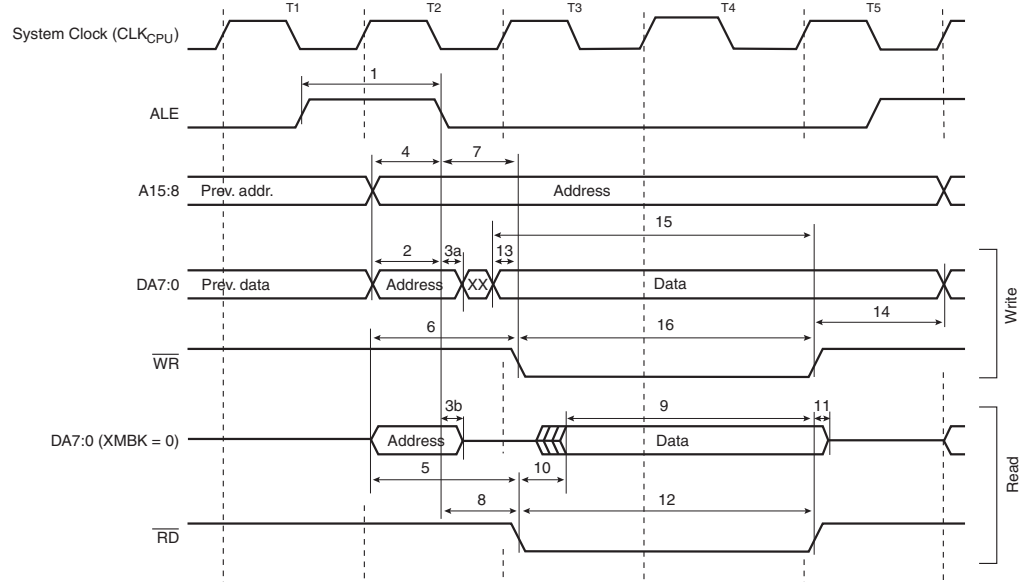 T1 T2 T3 T4 T5
System Clock (CLKCPU)
1
ALE
4 7
A15:8 Prev. addr. Address
15
2 3a 13
DA7:0 Prev. data Address XX Data
Write
14
6 16
WR
3b 9 11
DA7:0 (XMBK = 0) Address Data
Read
5 10
8 12
RD